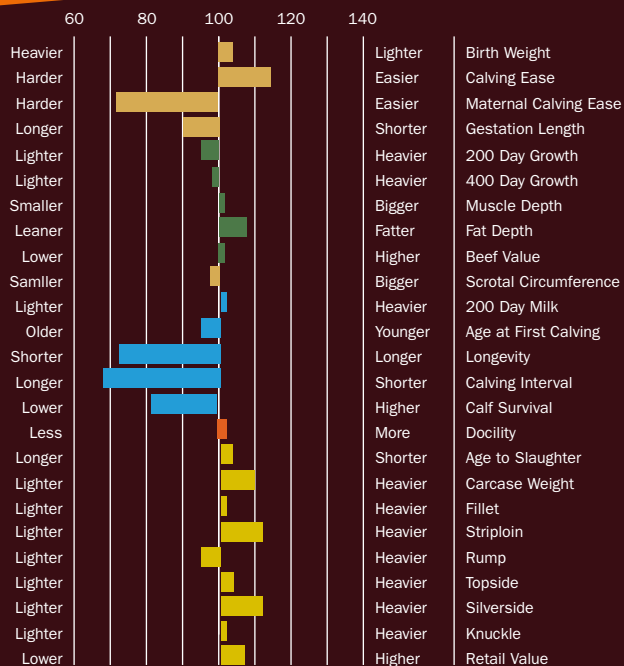 60 80 100 120 140
Heavier Lighter Birth Weight
Harder Easier Calving Ease
Harder Easier Maternal Calving Ease
Longer Shorter Gestation Length
Lighter Heavier 200 Day Growth
Lighter Heavier 400 Day Growth
Smaller Bigger Muscle Depth
Leaner Fatter Fat Depth
Lower Higher Beef Value
Samller Bigger Scrotal Circumference
Lighter Heavier 200 Day Milk
Older Younger Age at First Calving
Shorter Longer Longevity
Longer Shorter Calving Interval
Lower Higher Calf Survival
Less More Docility
Longer Shorter Age to Slaughter
Lighter Heavier Carcase Weight
Lighter Heavier Fillet
Lighter Heavier Striploin
Lighter Heavier Rump
Lighter Heavier Topside
Lighter Heavier Silverside
Lighter Heavier Knuckle
Lower Higher Retail Value